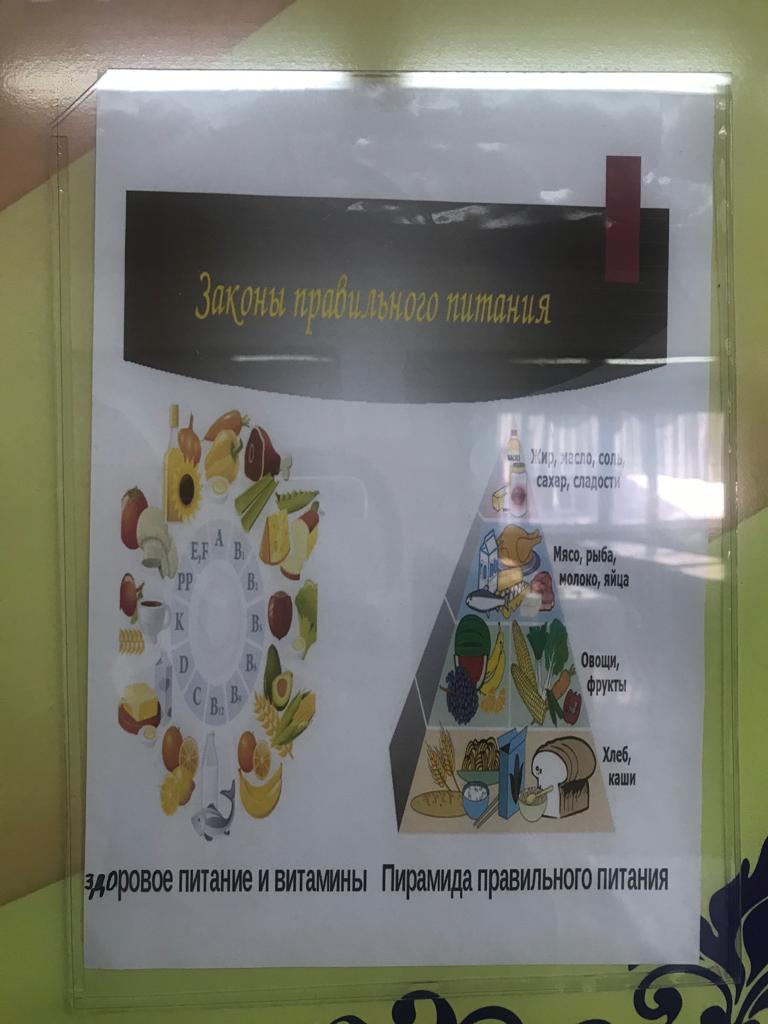 Законы правильного питания
A
B₁
B₂
B₅
B₆
B₉
B₁₂
C
D
K
PP
E,F
Жир, масло, соль,
сахар, сладости
Мясо, рыба,
молоко, яйца
Овощи,
фрукты
Хлеб,
каши
здоровое питание и витамины
Пирамида правильного питания